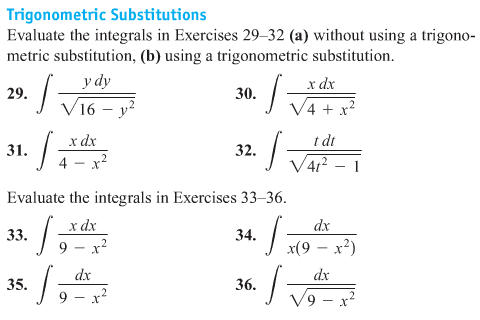 Trigonometric Substitutions
Evaluate the integrals in Exercises 29–32 (a) without using a trigono-
metric substitution, (b) using a trigonometric substitution.
29. ∫ y dy / √(16 − y²) 30. ∫ x dx / √(4 + x²)
31. ∫ x dx / (4 − x²) 32. ∫ t dt / √(4t² − 1)
Evaluate the integrals in Exercises 33–36.
33. ∫ x dx / (9 − x²) 34. ∫ dx / x(9 − x²)
35. ∫ dx / (9 − x²) 36. ∫ dx / √(9 − x²)